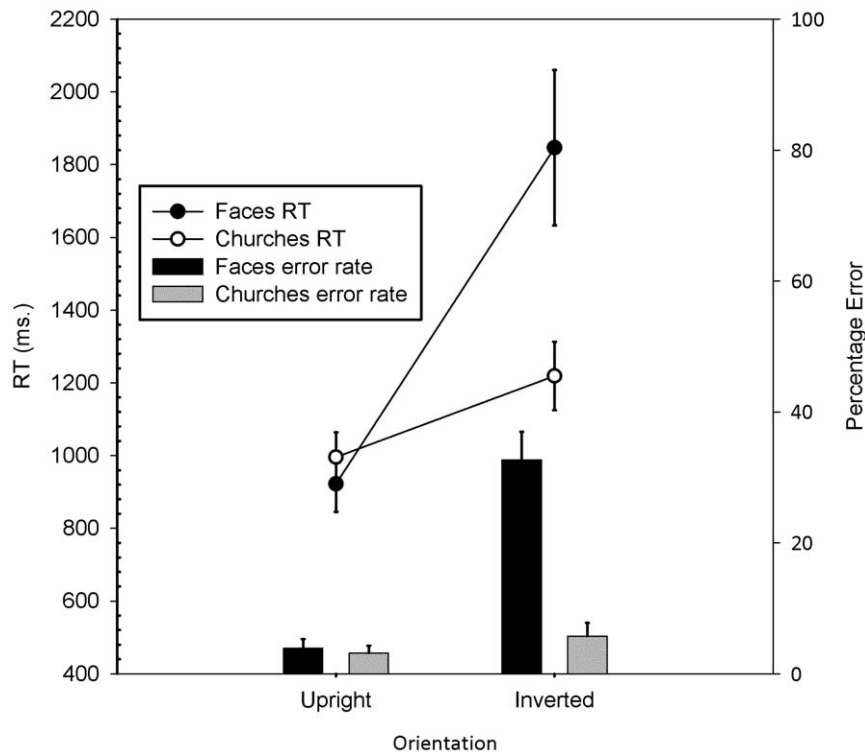 2200
2000
1800
1600
1400
1200
1000
800
600
400
RT (ms.)
Faces RT
Churches RT
Faces error rate
Churches error rate
100
80
60
40
20
0
Percentage Error
Upright
Inverted
Orientation